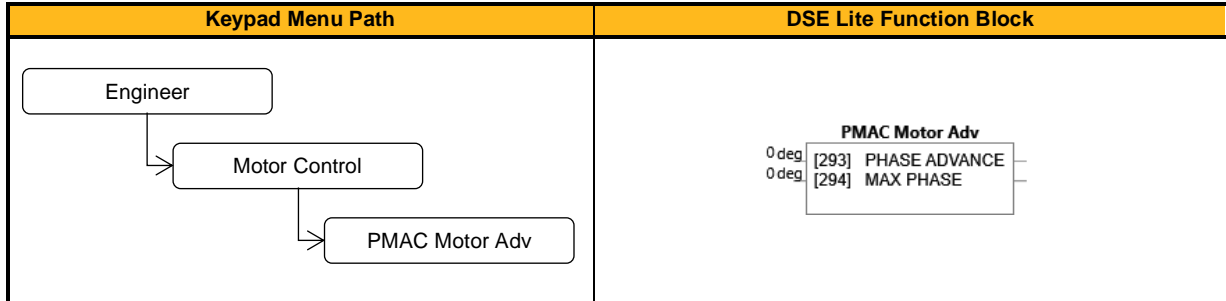 Keypad Menu Path
DSE Lite Function Block
Engineer
Motor Control
PMAC Motor Adv
PMAC Motor Adv
0 deg [293] PHASE ADVANCE
0 deg [294] MAX PHASE